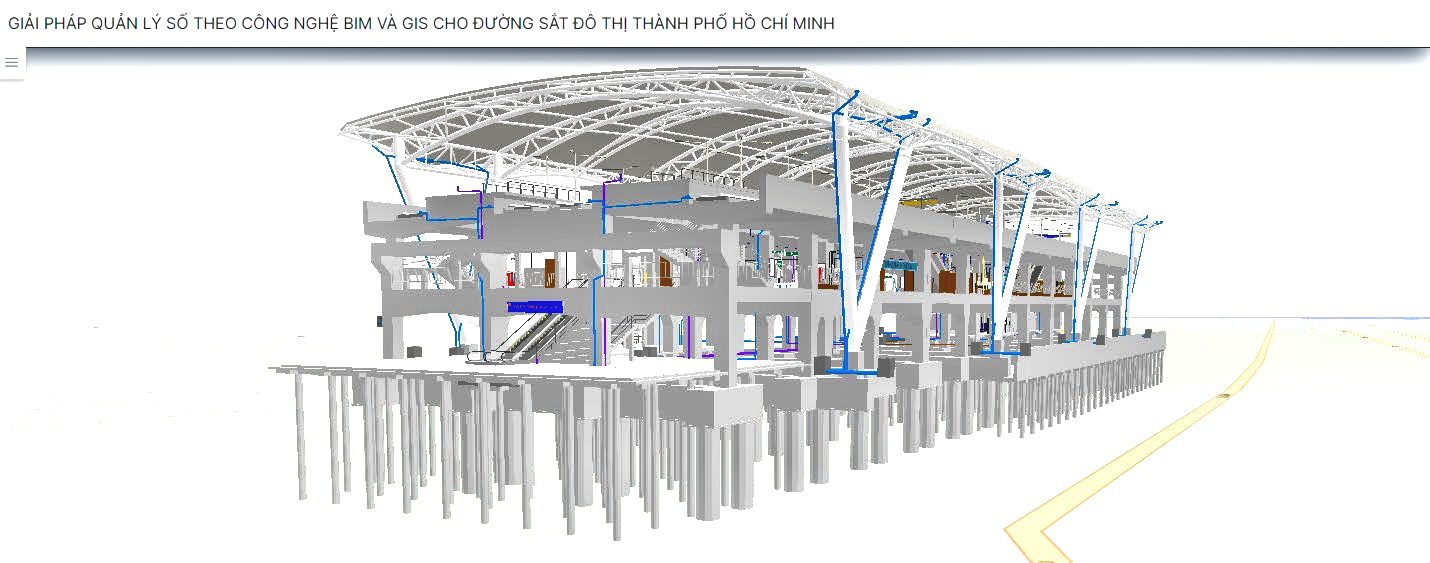 GIẢI PHÁP QUẢN LÝ SỐ THEO CÔNG NGHỆ BIM VÀ GIS CHO ĐƯỜNG SẮT ĐÔ THỊ THÀNH PHỐ HỒ CHÍ MINH